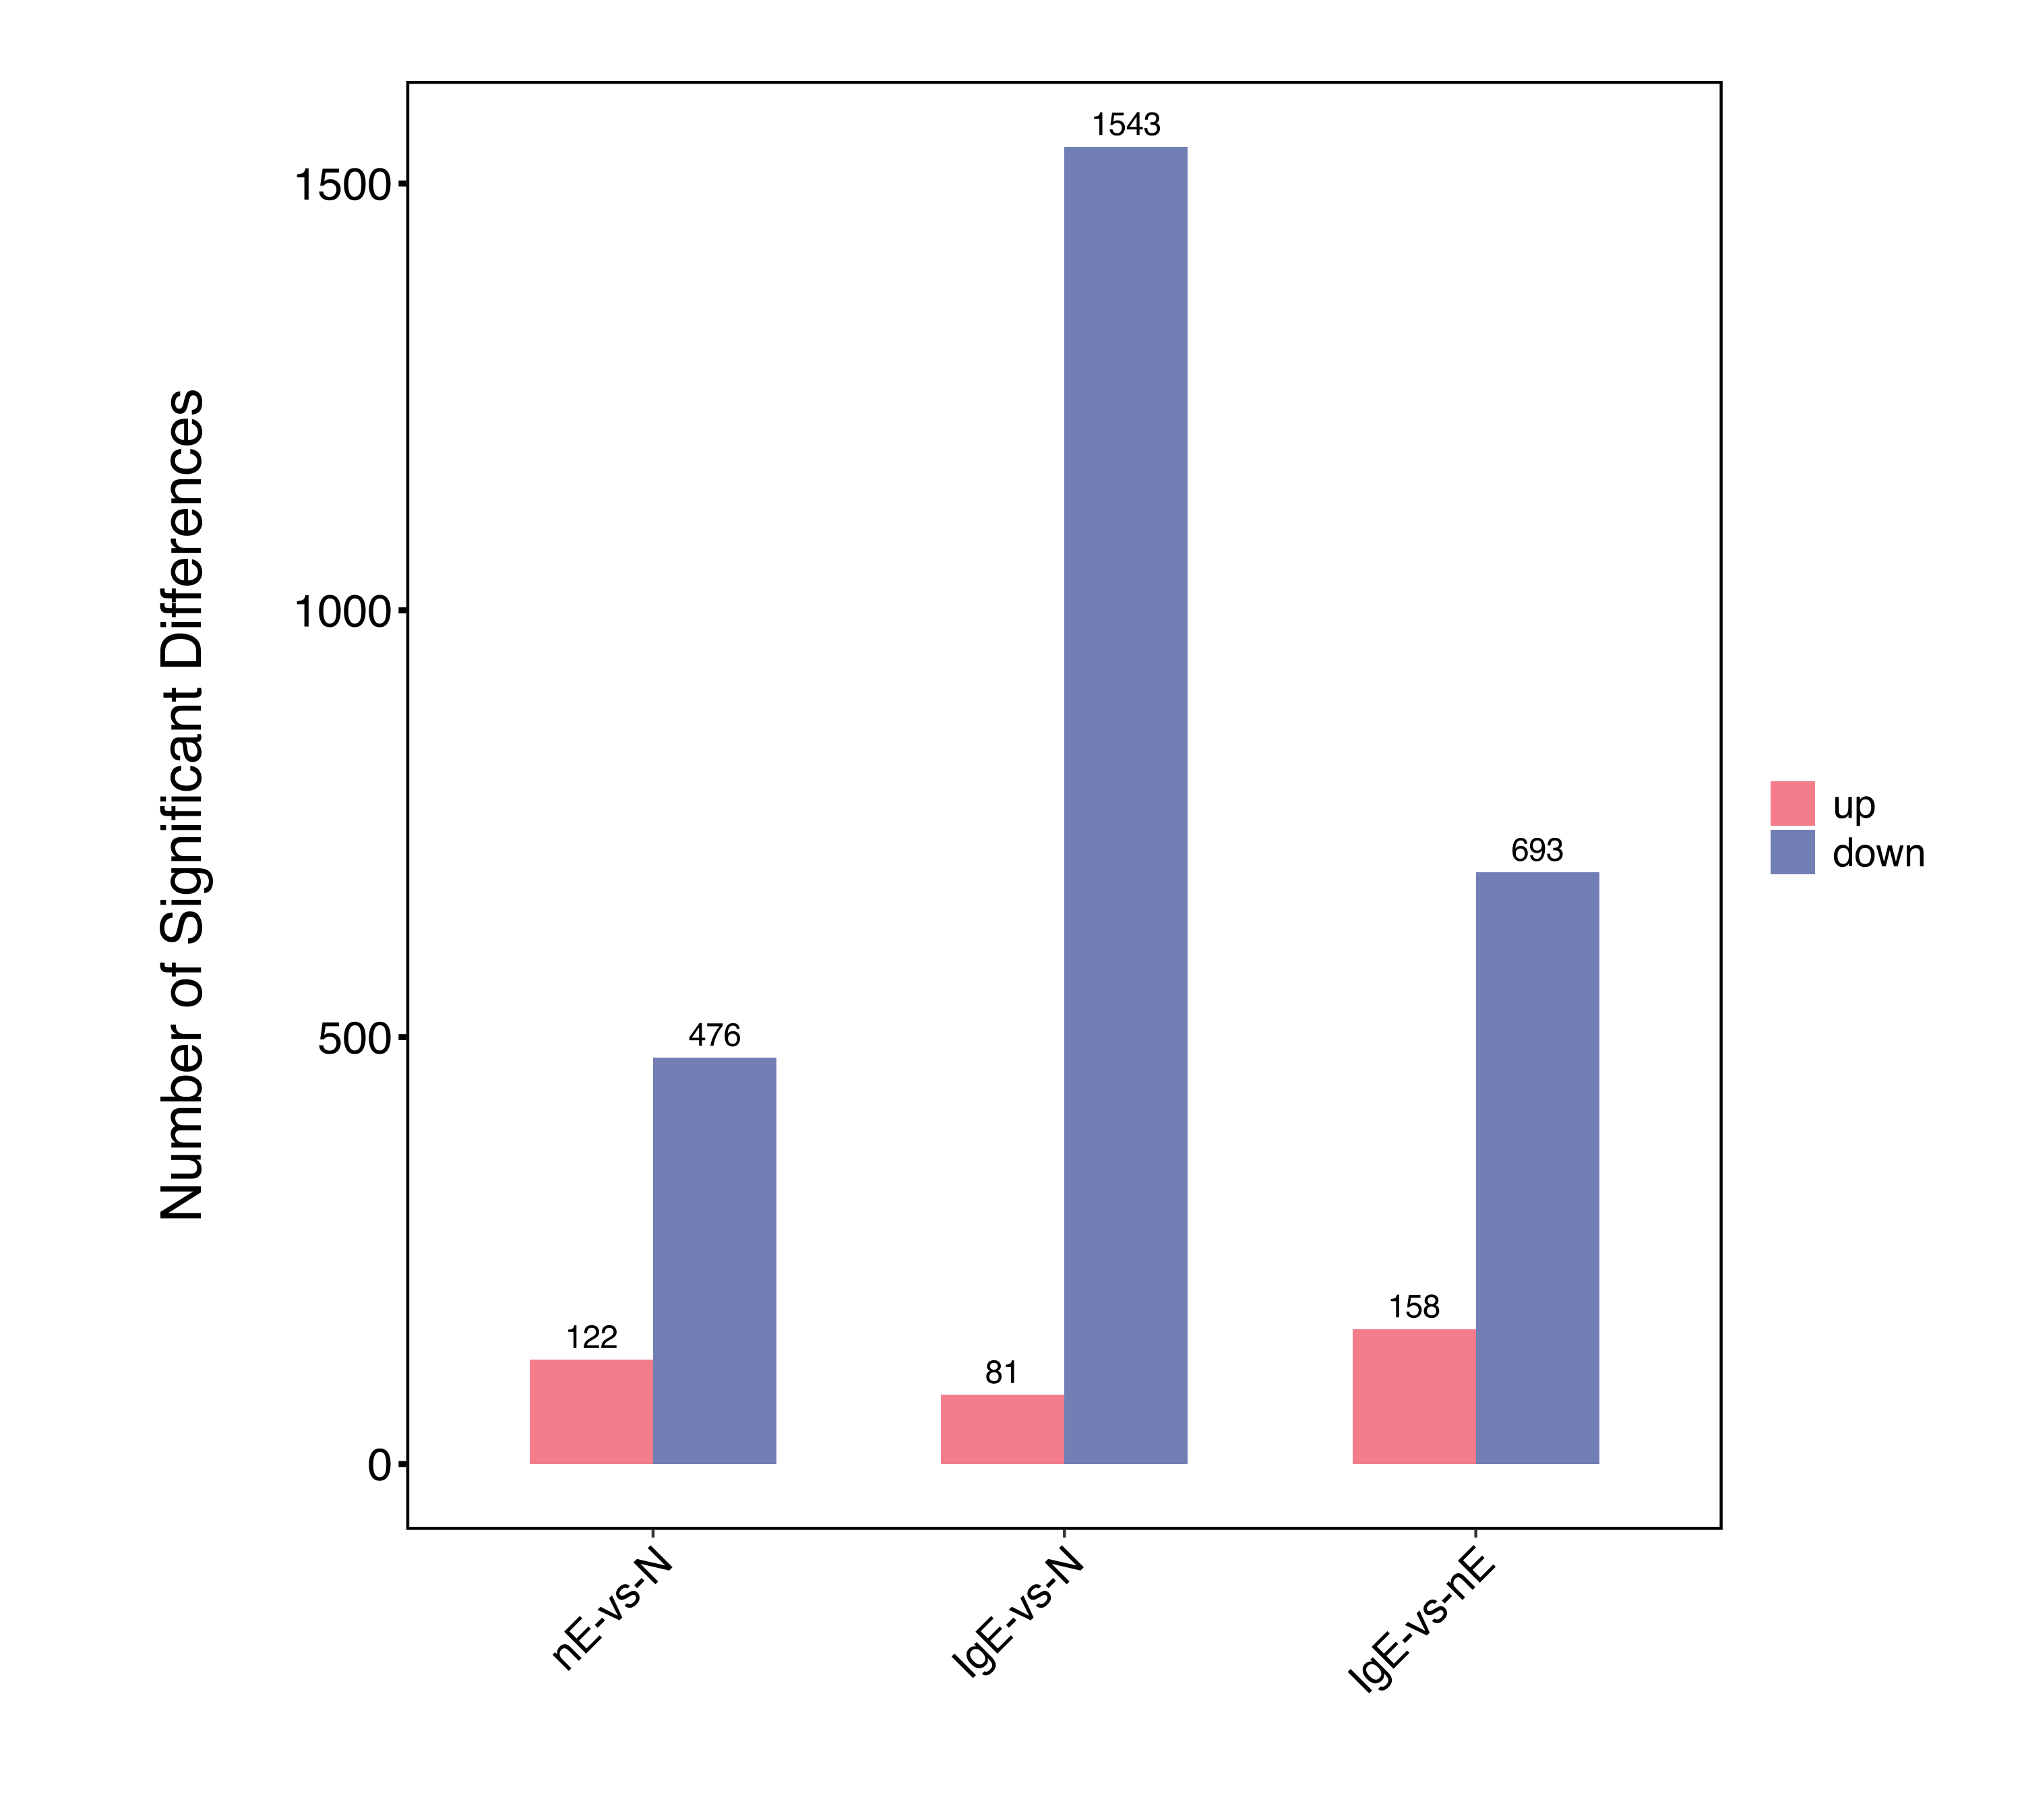 Number of Significant Differences
1500
1000
500
0
122
476
81
1543
158
693
nE-vs-N
IgE-vs-N
IgE-vs-nE
up
down